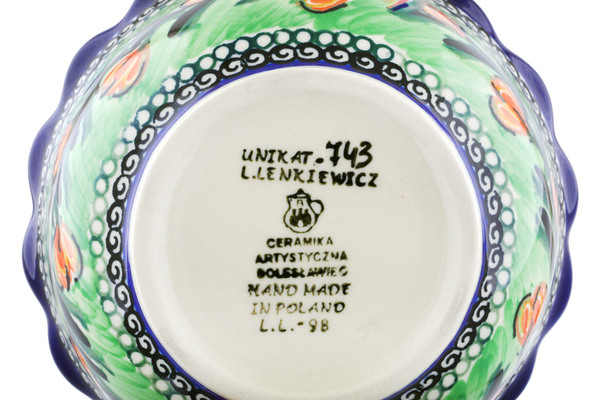 UNIKAT.-743
L.LENKIEWICZ
CERAMIKA
ARTYSTYCZNA
BOLESŁAWIEC
HAND MADE
IN POLAND
L.L.-98